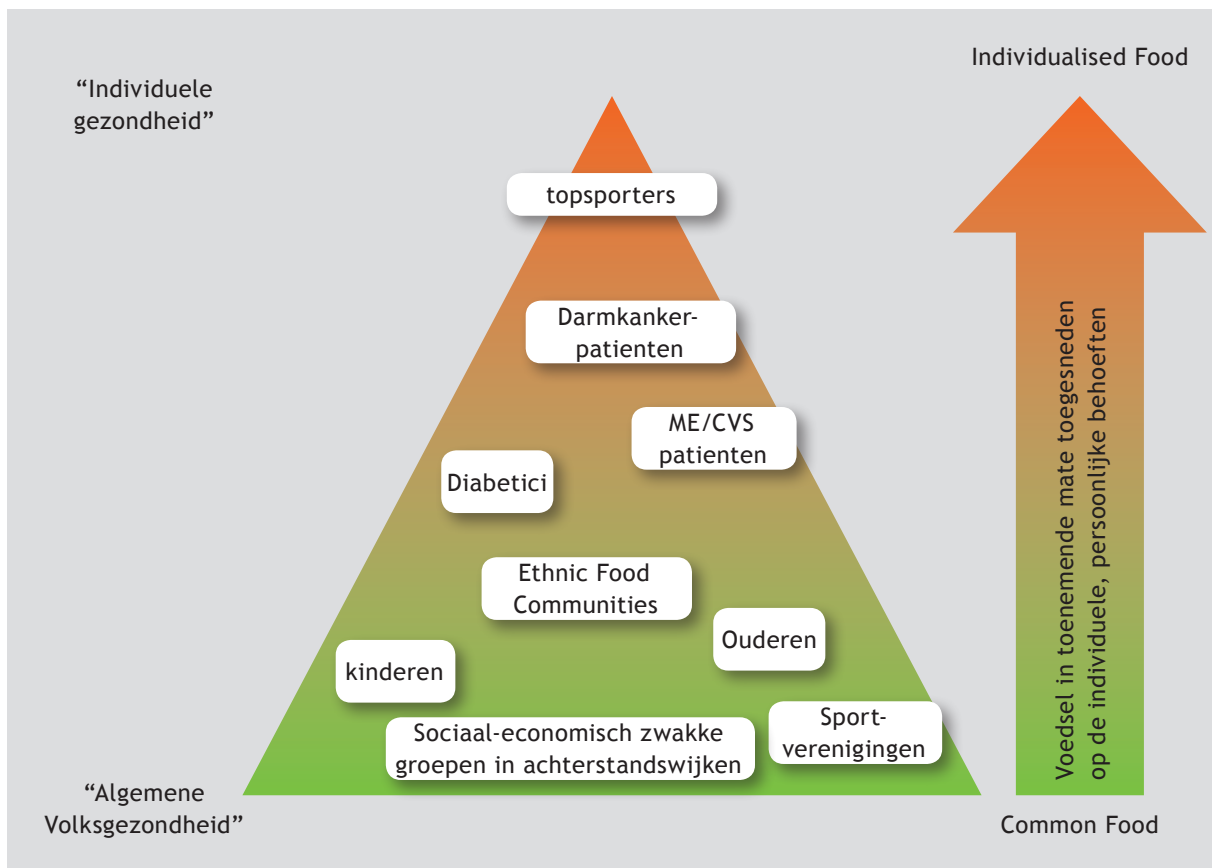 Individualised Food
“Individuele
gezondheid”
topsporters
Darmkanker-
patienten
ME/CVS
patienten
Diabetici
Ethnic Food
Communities
Ouderen
kinderen
Sport-
verenigingen
Sociaal-economisch zwakke
groepen in achterstandswijken
Voedsel in toenemende mate toegesneden
op de individuele, persoonlijke behoeften
“Algemene
Volksgezondheid”
Common Food